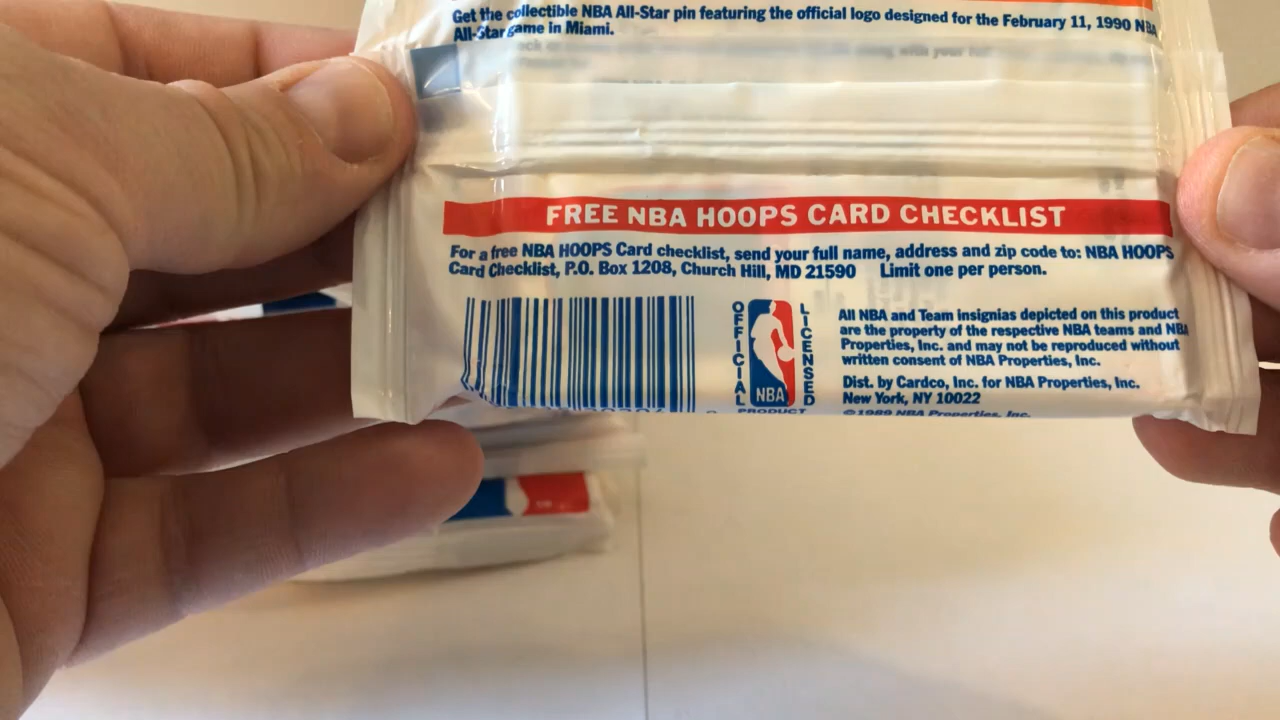 Get the collectible NBA All-Star pin featuring the official logo designed for the February 11, 1990 NBA
All-Star game in Miami.
FREE NBA HOOPS CARD CHECKLIST
For a free NBA HOOPS Card checklist, send your full name, address and zip code to: NBA HOOPS
Card Checklist, P.O. Box 1208, Church Hill, MD 21590 Limit one per person.
OFFICIAL
NBA
LICENSED
PRODUCT
All NBA and Team insignias depicted on this product
are the property of the respective NBA teams and NBA
Properties, Inc. and may not be reproduced without
written consent of NBA Properties, Inc.
Dist. by Cardco, Inc. for NBA Properties, Inc.
New York, NY 10022
©1989 NBA Properties, Inc.